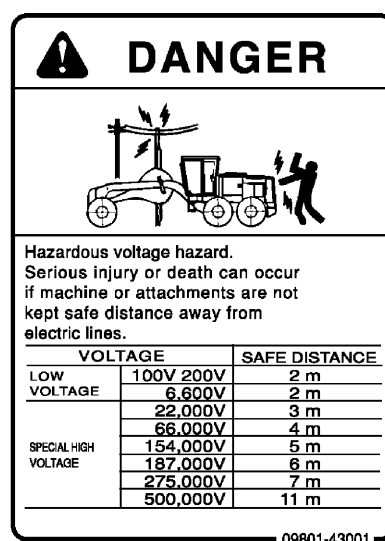 DANGER
Hazardous voltage hazard.
Serious injury or death can occur
if machine or attachments are not
kept safe distance away from
electric lines.
VOLTAGE SAFE DISTANCE
LOW VOLTAGE 100V 200V 2 m
6,600V 2 m
SPECIAL HIGH VOLTAGE 22,000V 3 m
66,000V 4 m
154,000V 5 m
187,000V 6 m
275,000V 7 m
500,000V 11 m
09801-43001